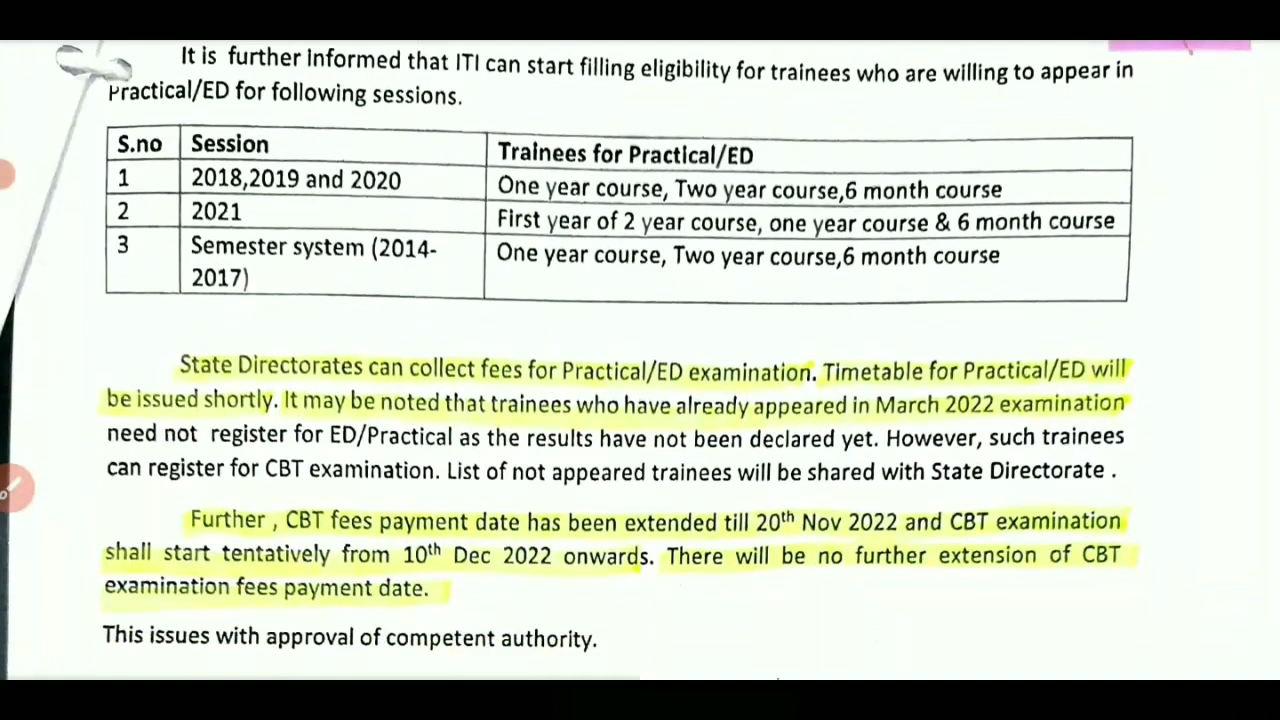 It is further informed that ITI can start filling eligibility for trainees who are willing to appear in
Practical/ED for following sessions.
S.no Session Trainees for Practical/ED
1 2018,2019 and 2020 One year course, Two year course,6 month course
2 2021 First year of 2 year course, one year course & 6 month course
3 Semester system (2014- One year course, Two year course,6 month course
2017)
State Directorates can collect fees for Practical/ED examination. Timetable for Practical/ED will
be issued shortly. It may be noted that trainees who have already appeared in March 2022 examination
need not register for ED/Practical as the results have not been declared yet. However, such trainees
can register for CBT examination. List of not appeared trainees will be shared with State Directorate .
Further , CBT fees payment date has been extended till 20th Nov 2022 and CBT examination
shall start tentatively from 10th Dec 2022 onwards. There will be no further extension of CBT
examination fees payment date.
This issues with approval of competent authority.